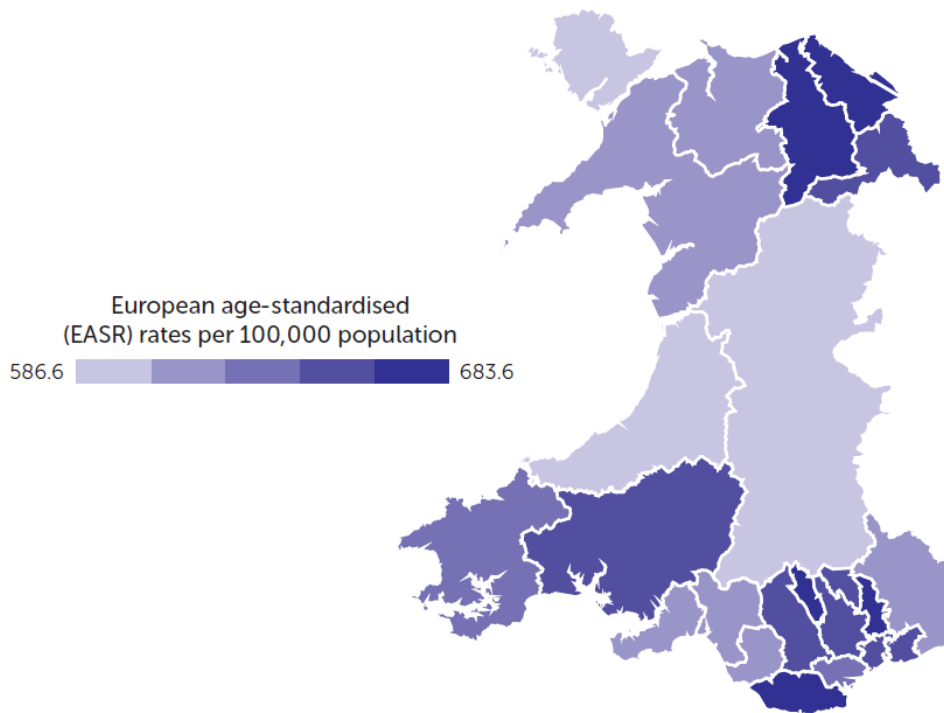 European age-standardised
(EASR) rates per 100,000 population
586.6 683.6